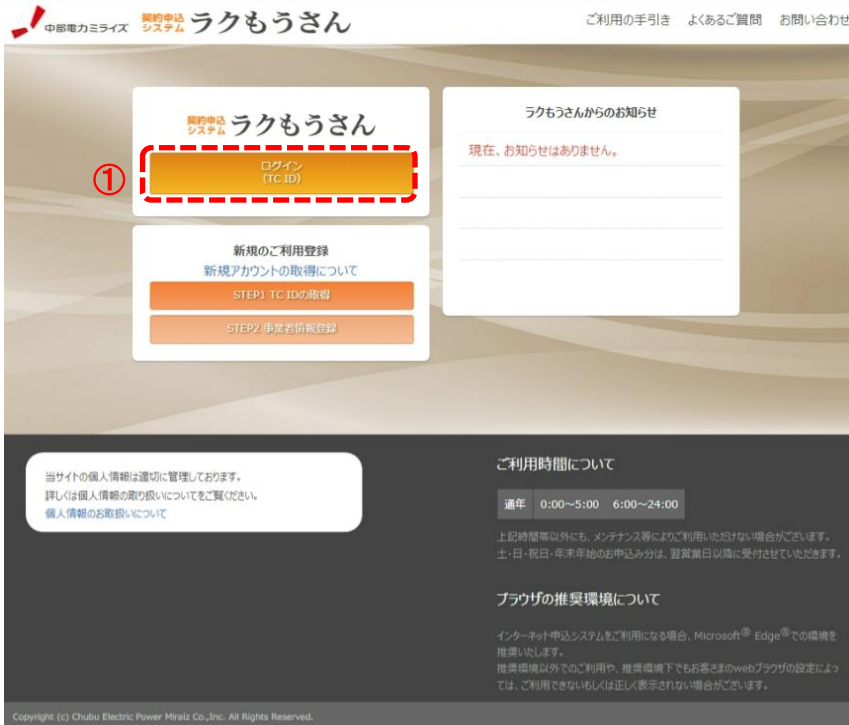 中部電力ミライズ 契約申込システム ラクもうさん
ご利用の手引き よくあるご質問 お問い合わせ
契約申込システム ラクもうさん
①
ログイン
(TC ID)
新規のご利用登録
新規アカウントの取得について
STEP1 TC IDの取得
STEP2 事業者情報登録
ラクもうさんからのお知らせ
現在、お知らせはありません。
当サイトの個人情報は適切に管理しております。
詳しくは個人情報の取り扱いについてをご覧ください。
個人情報のお取扱いについて
ご利用時間について
通年 0:00～5:00 6:00～24:00
上記時間帯以外にも、メンテナンス等によりご利用いただけない場合がございます。
土・日・祝日・年末年始のお申込み分は、翌営業日以降に受付させていただきます。
ブラウザの推奨環境について
インターネット申込システムをご利用になる場合、Microsoft® Edge®での環境を
推奨いたします。
推奨環境以外でのご利用や、推奨環境下でもお客さまのwebブラウザの設定によっ
ては、ご利用できないもしくは正しく表示されない場合がございます。
Copyright (c) Chubu Electric Power Miraiz Co.,Inc. All Rights Reserved.